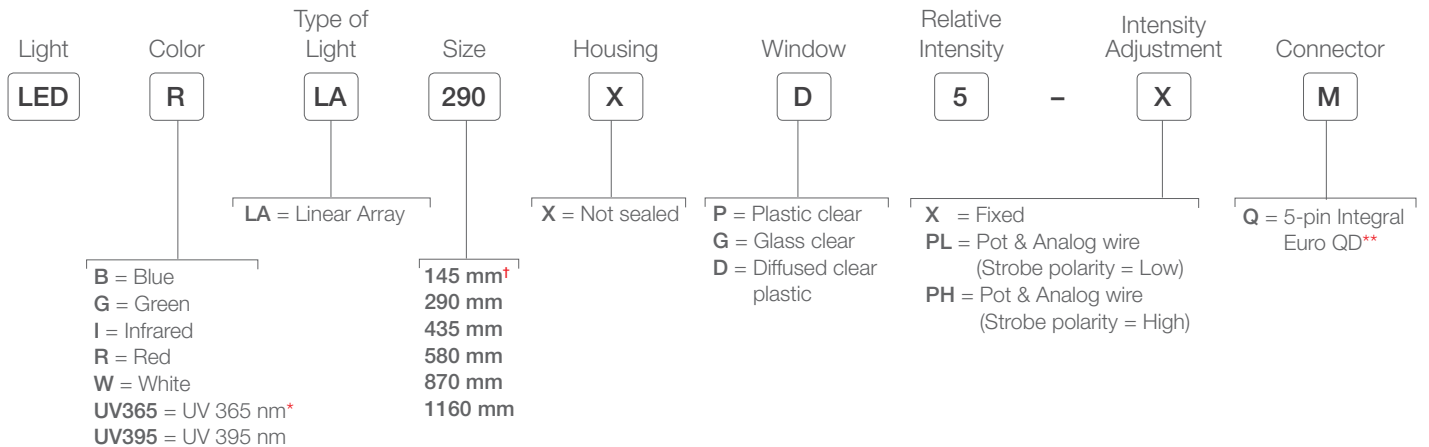 Light Color Type of Light Size Housing Window Relative Intensity Intensity Adjustment Connector
LED R LA 290 X D 5 – X M
LA = Linear Array
X = Not sealed
P = Plastic clear
G = Glass clear
D = Diffused clear
plastic
X = Fixed
PL = Pot & Analog wire
(Strobe polarity = Low)
PH = Pot & Analog wire
(Strobe polarity = High)
Q = 5-pin Integral
Euro QD**
B = Blue
G = Green
I = Infrared
R = Red
W = White
UV365 = UV 365 nm*
UV395 = UV 395 nm
145 mm†
290 mm
435 mm
580 mm
870 mm
1160 mm